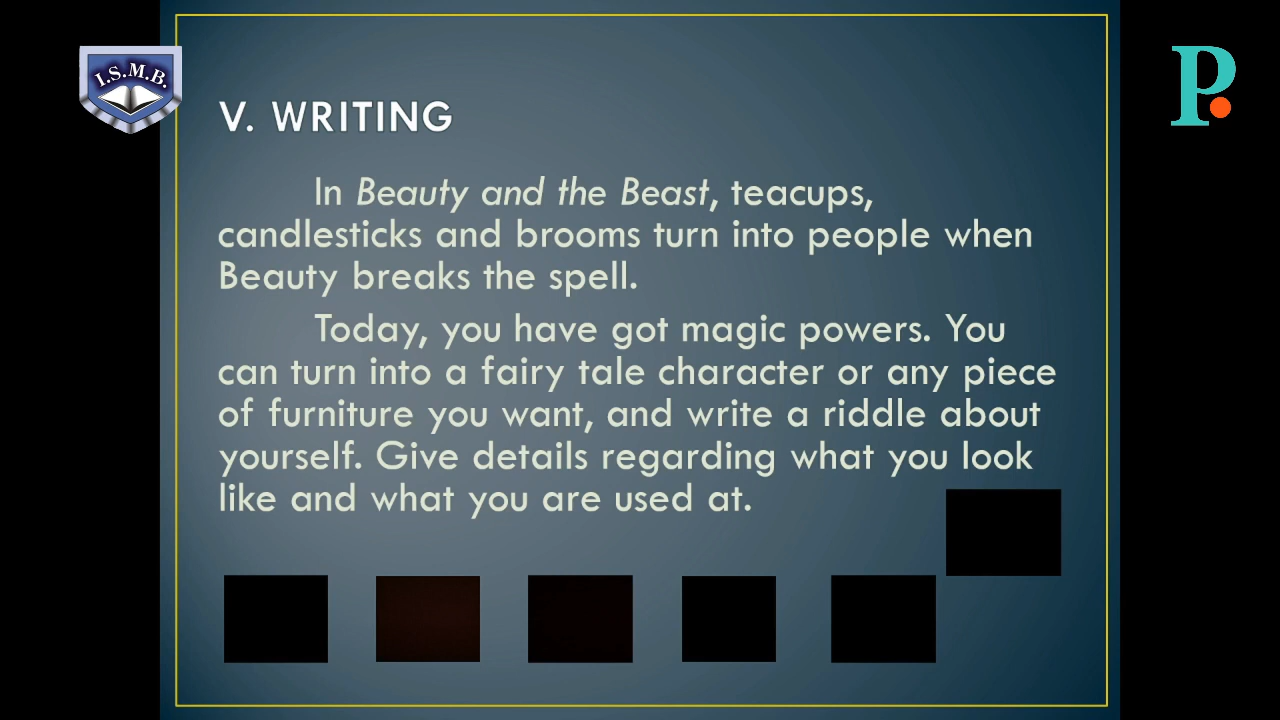 I.S.M.B.
P.
V. WRITING
In Beauty and the Beast, teacups,
candlesticks and brooms turn into people when
Beauty breaks the spell.
Today, you have got magic powers. You
can turn into a fairy tale character or any piece
of furniture you want, and write a riddle about
yourself. Give details regarding what you look
like and what you are used at.